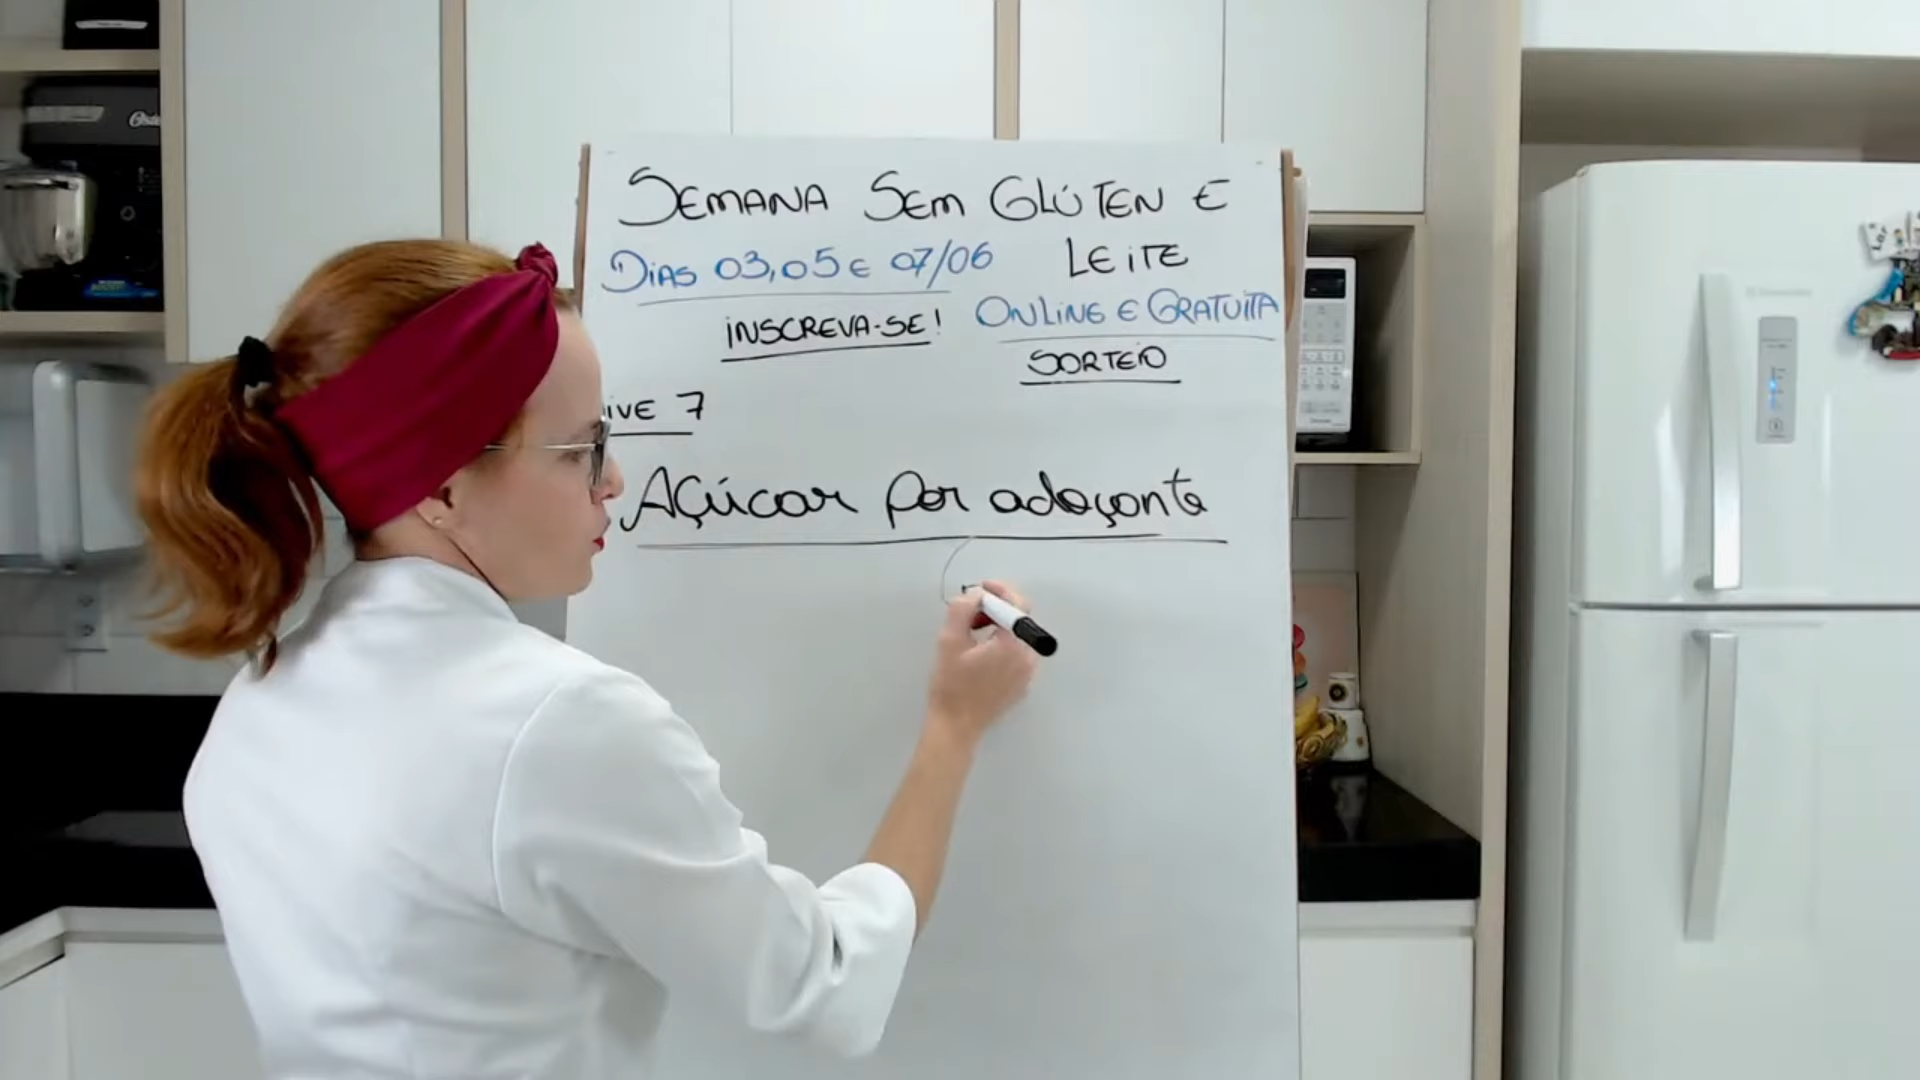 SEMANA SEM GLÚTEN E
LEITE
DIAS 03,05 E 07/06
ONLINE E GRATUITA
INSCREVA-SE!
SORTEIO
IVE 7
AÇúcar por adoçante